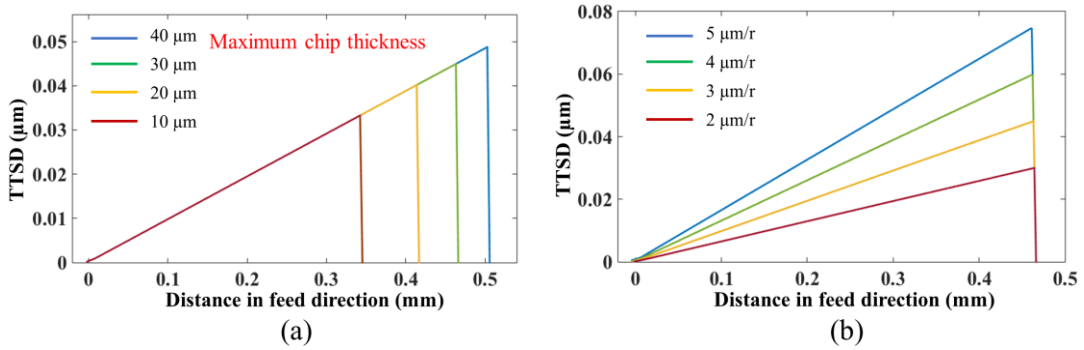 40 μm
30 μm
20 μm
10 μm
Maximum chip thickness
TTSD (μm)
0.05
0.04
0.03
0.02
0.01
0
0 0.1 0.2 0.3 0.4 0.5
Distance in feed direction (mm)
(a)
5 μm/r
4 μm/r
3 μm/r
2 μm/r
TTSD (μm)
0.08
0.06
0.04
0.02
0
0 0.1 0.2 0.3 0.4 0.5
Distance in feed direction (mm)
(b)